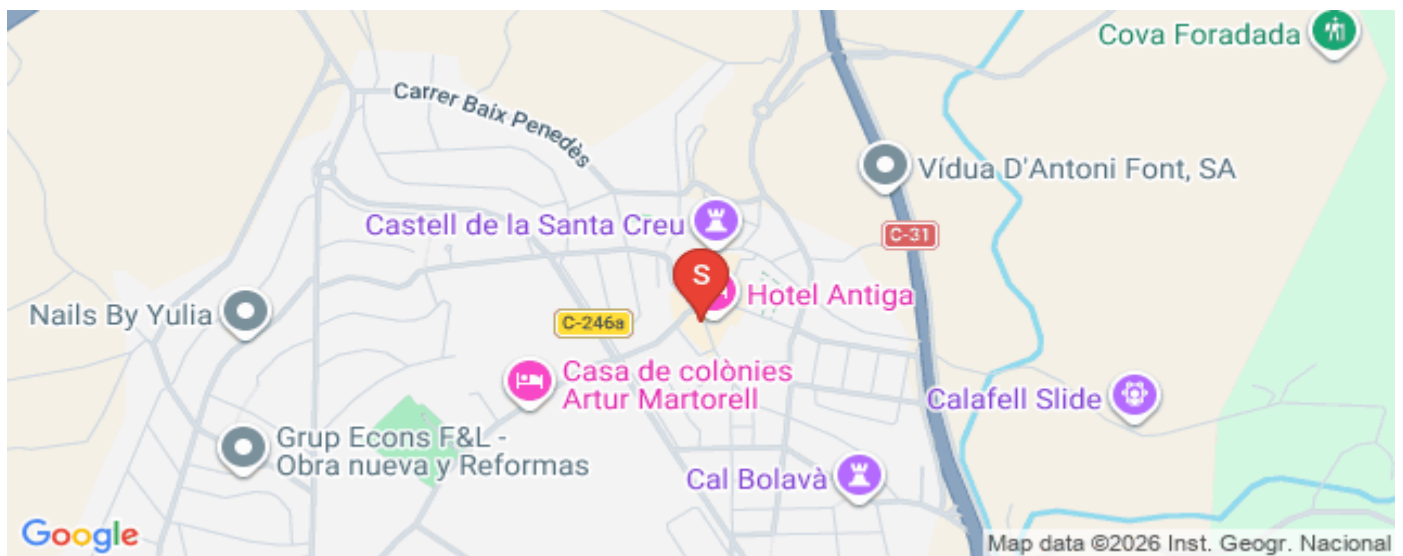 Cova Foradada
Carrer Baix Penedès
Vídua D'Antoni Font, SA
Castell de la Santa Creu
C-31
S
Hotel Antiga
Nails By Yulia
C-246a
Casa de colònies
Artur Martorell
Calafell Slide
Grup Econs F&L -
Obra nueva y Reformas
Cal Bolavà
Google
Map data ©2026 Inst. Geogr. Nacional